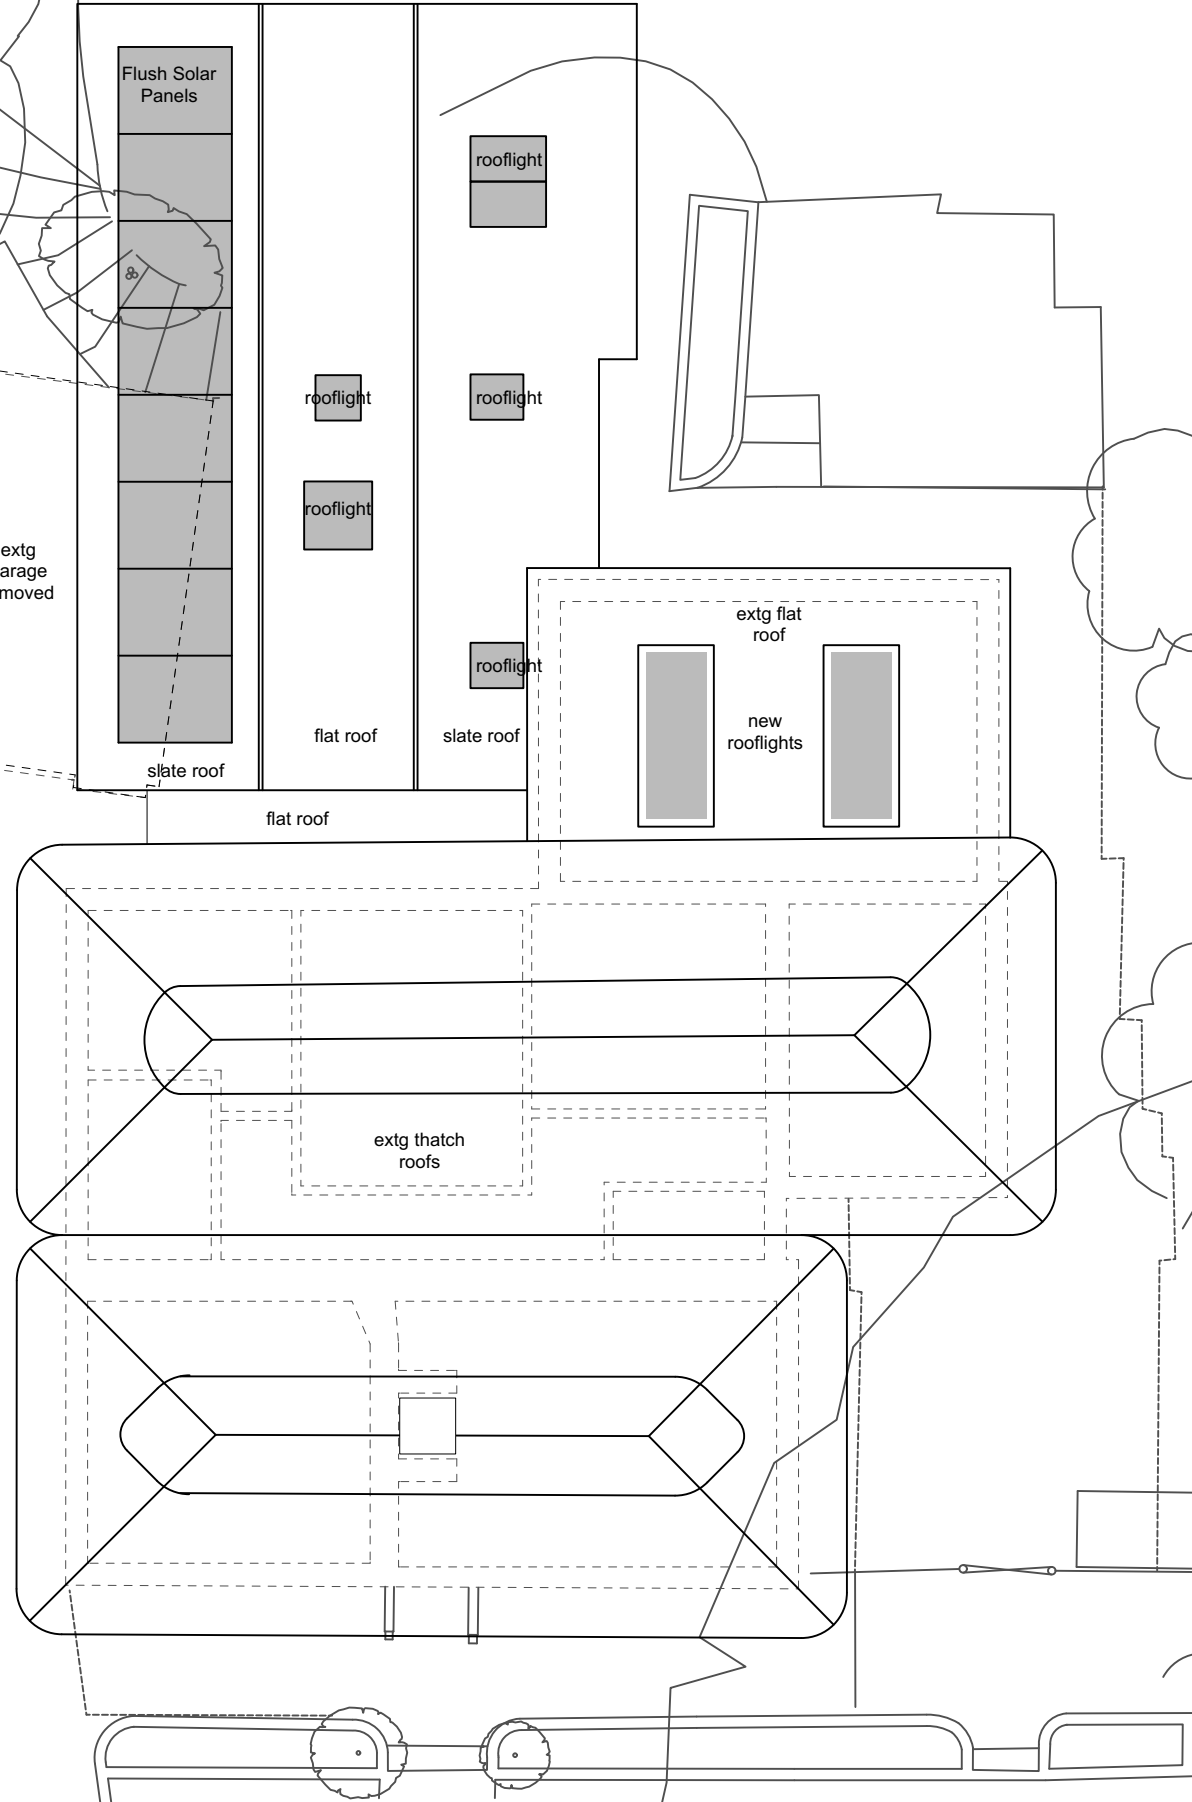 Flush Solar
Panels
rooflight
rooflight
rooflight
rooflight
extg
arage
moved
extg flat
roof
rooflight
new
rooflights
flat roof
slate roof
slate roof
flat roof
extg thatch
roofs